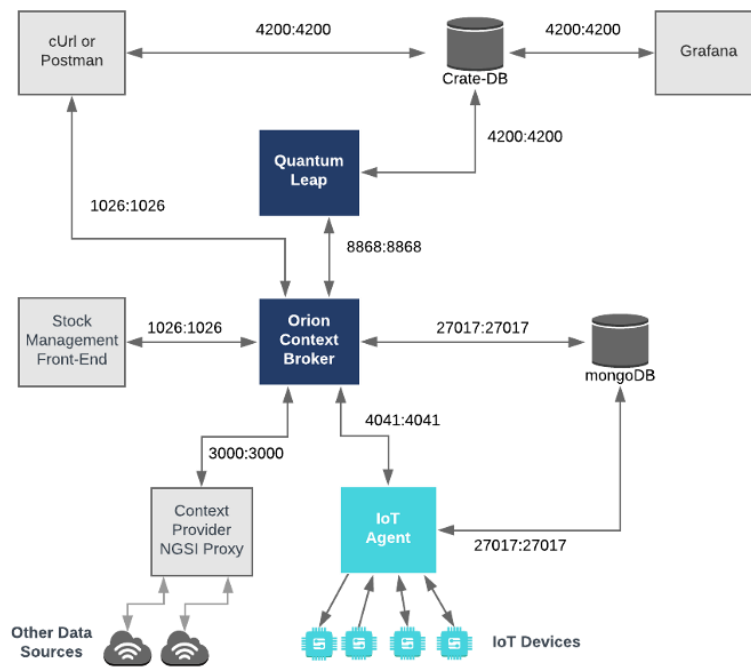 cUrl or
Postman
4200:4200
Crate-DB
4200:4200
Grafana
4200:4200
Quantum
Leap
1026:1026
8868:8868
Stock
Management
Front-End
1026:1026
Orion
Context
Broker
27017:27017
mongoDB
4041:4041
3000:3000
Context
Provider
NGSI Proxy
IoT
Agent
27017:27017
Other Data
Sources
IoT Devices